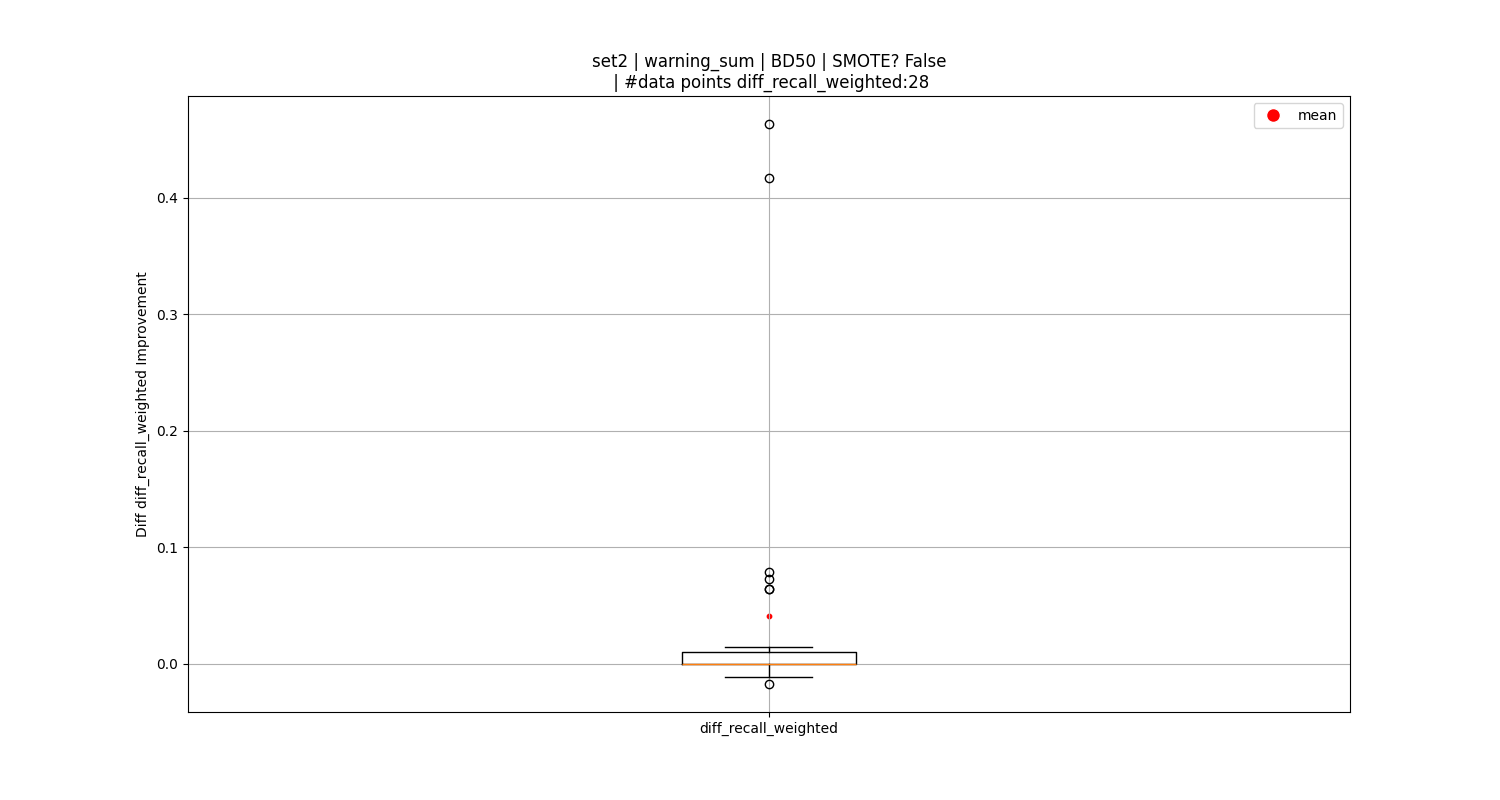 set2 | warning_sum | BD50 | SMOTE? False
| #data points diff_recall_weighted:28
mean
0.4
0.3
0.2
0.1
0.0
Diff diff_recall_weighted Improvement
diff_recall_weighted